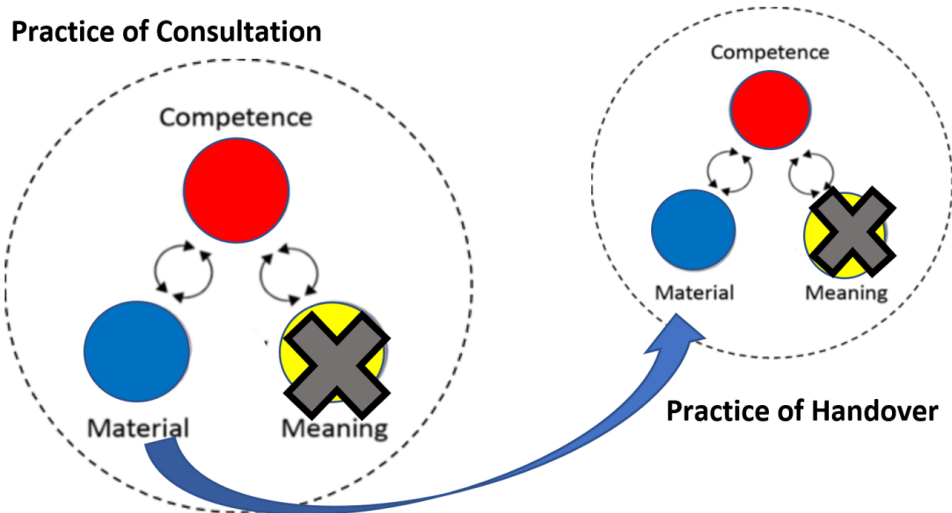 Practice of Consultation
Competence
Material
Meaning
Competence
Material
Meaning
Practice of Handover